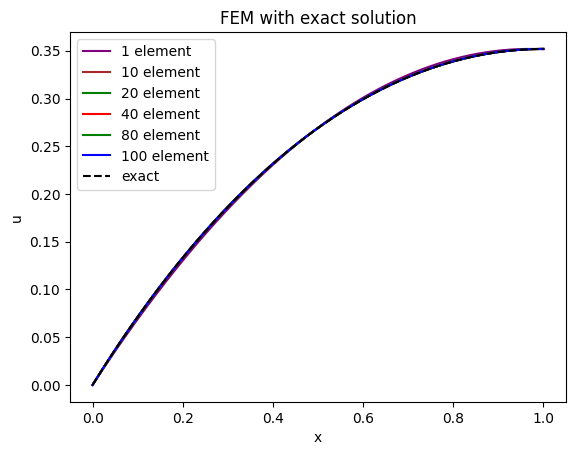 FEM with exact solution
1 element
10 element
20 element
40 element
80 element
100 element
exact
u
0.35
0.30
0.25
0.20
0.15
0.10
0.05
0.00
0.0 0.2 0.4 0.6 0.8 1.0
x